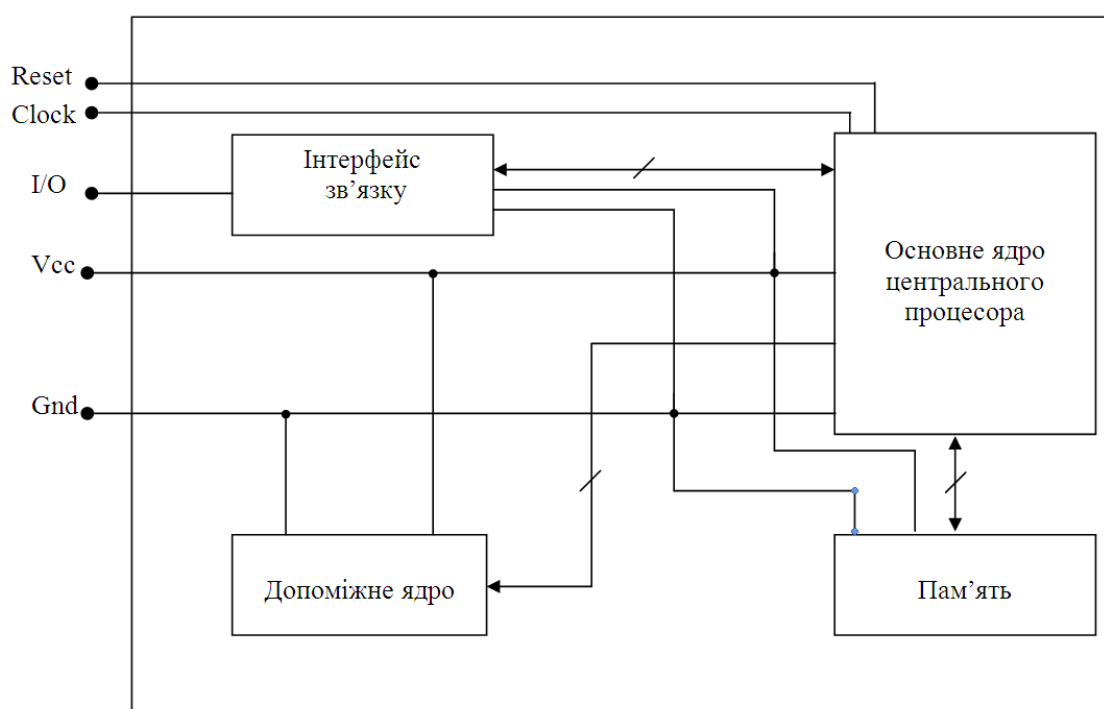 Reset
Clock
I/O
Vcc
Gnd
Інтерфейс
зв’язку
Основне ядро
центрального
процесора
Допоміжне ядро
Пам’ять